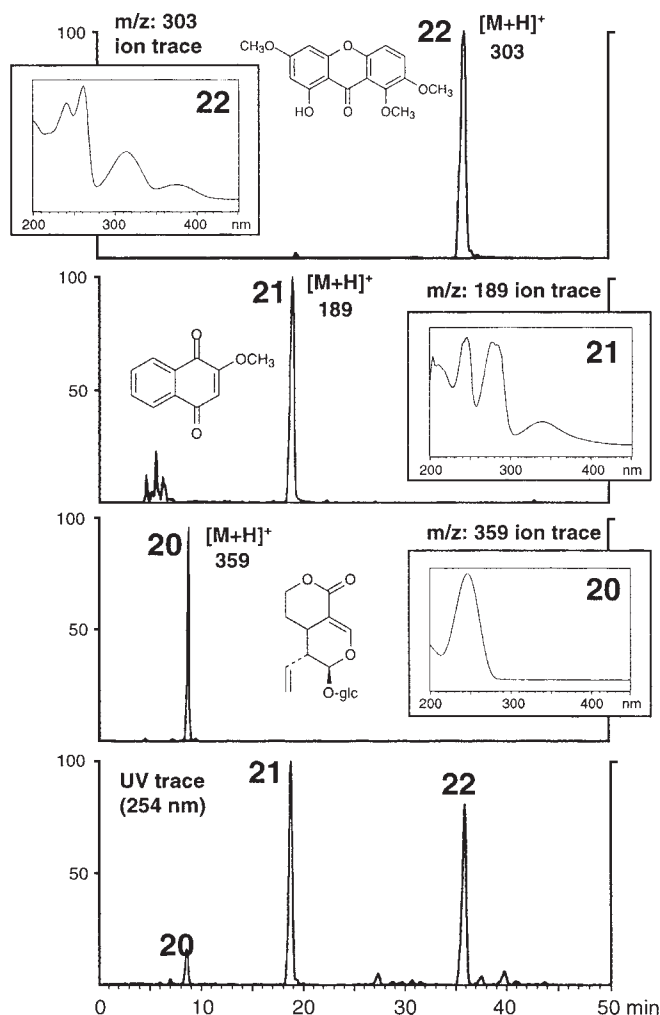 m/z: 303
ion trace
100
22
[M+H]+
303
CH3O
O
OCH3
HO
O
OCH3
22
200 300 400 nm
100
50
21
[M+H]+
189
m/z: 189 ion trace
O
OCH3
O
21
200 300 400 nm
100
50
20
[M+H]+
359
m/z: 359 ion trace
O
O
O
O-glc
20
200 300 400 nm
100
50
UV trace
(254 nm)
20
21
22
0 10 20 30 40 50 min